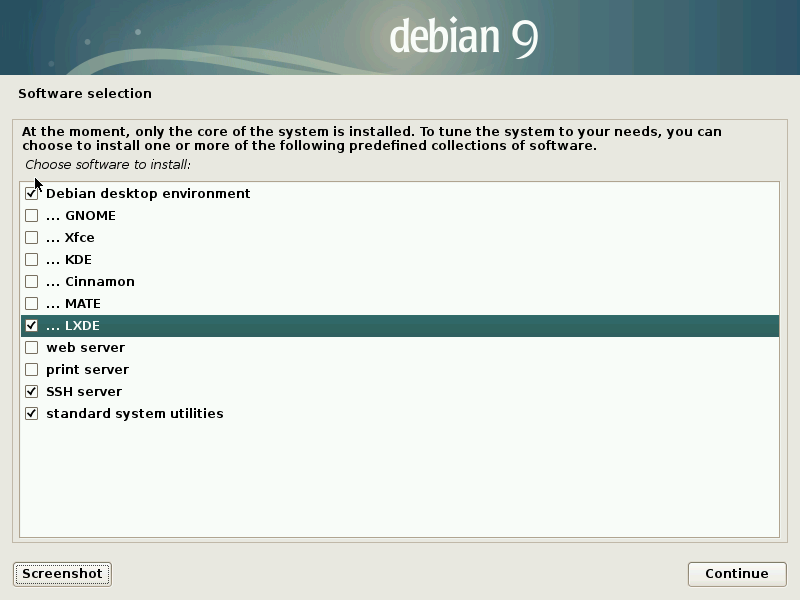 debian 9
Software selection
At the moment, only the core of the system is installed. To tune the system to your needs, you can
choose to install one or more of the following predefined collections of software.
Choose software to install:
Debian desktop environment
... GNOME
... Xfce
... KDE
... Cinnamon
... MATE
... LXDE
web server
print server
SSH server
standard system utilities
Screenshot
Continue